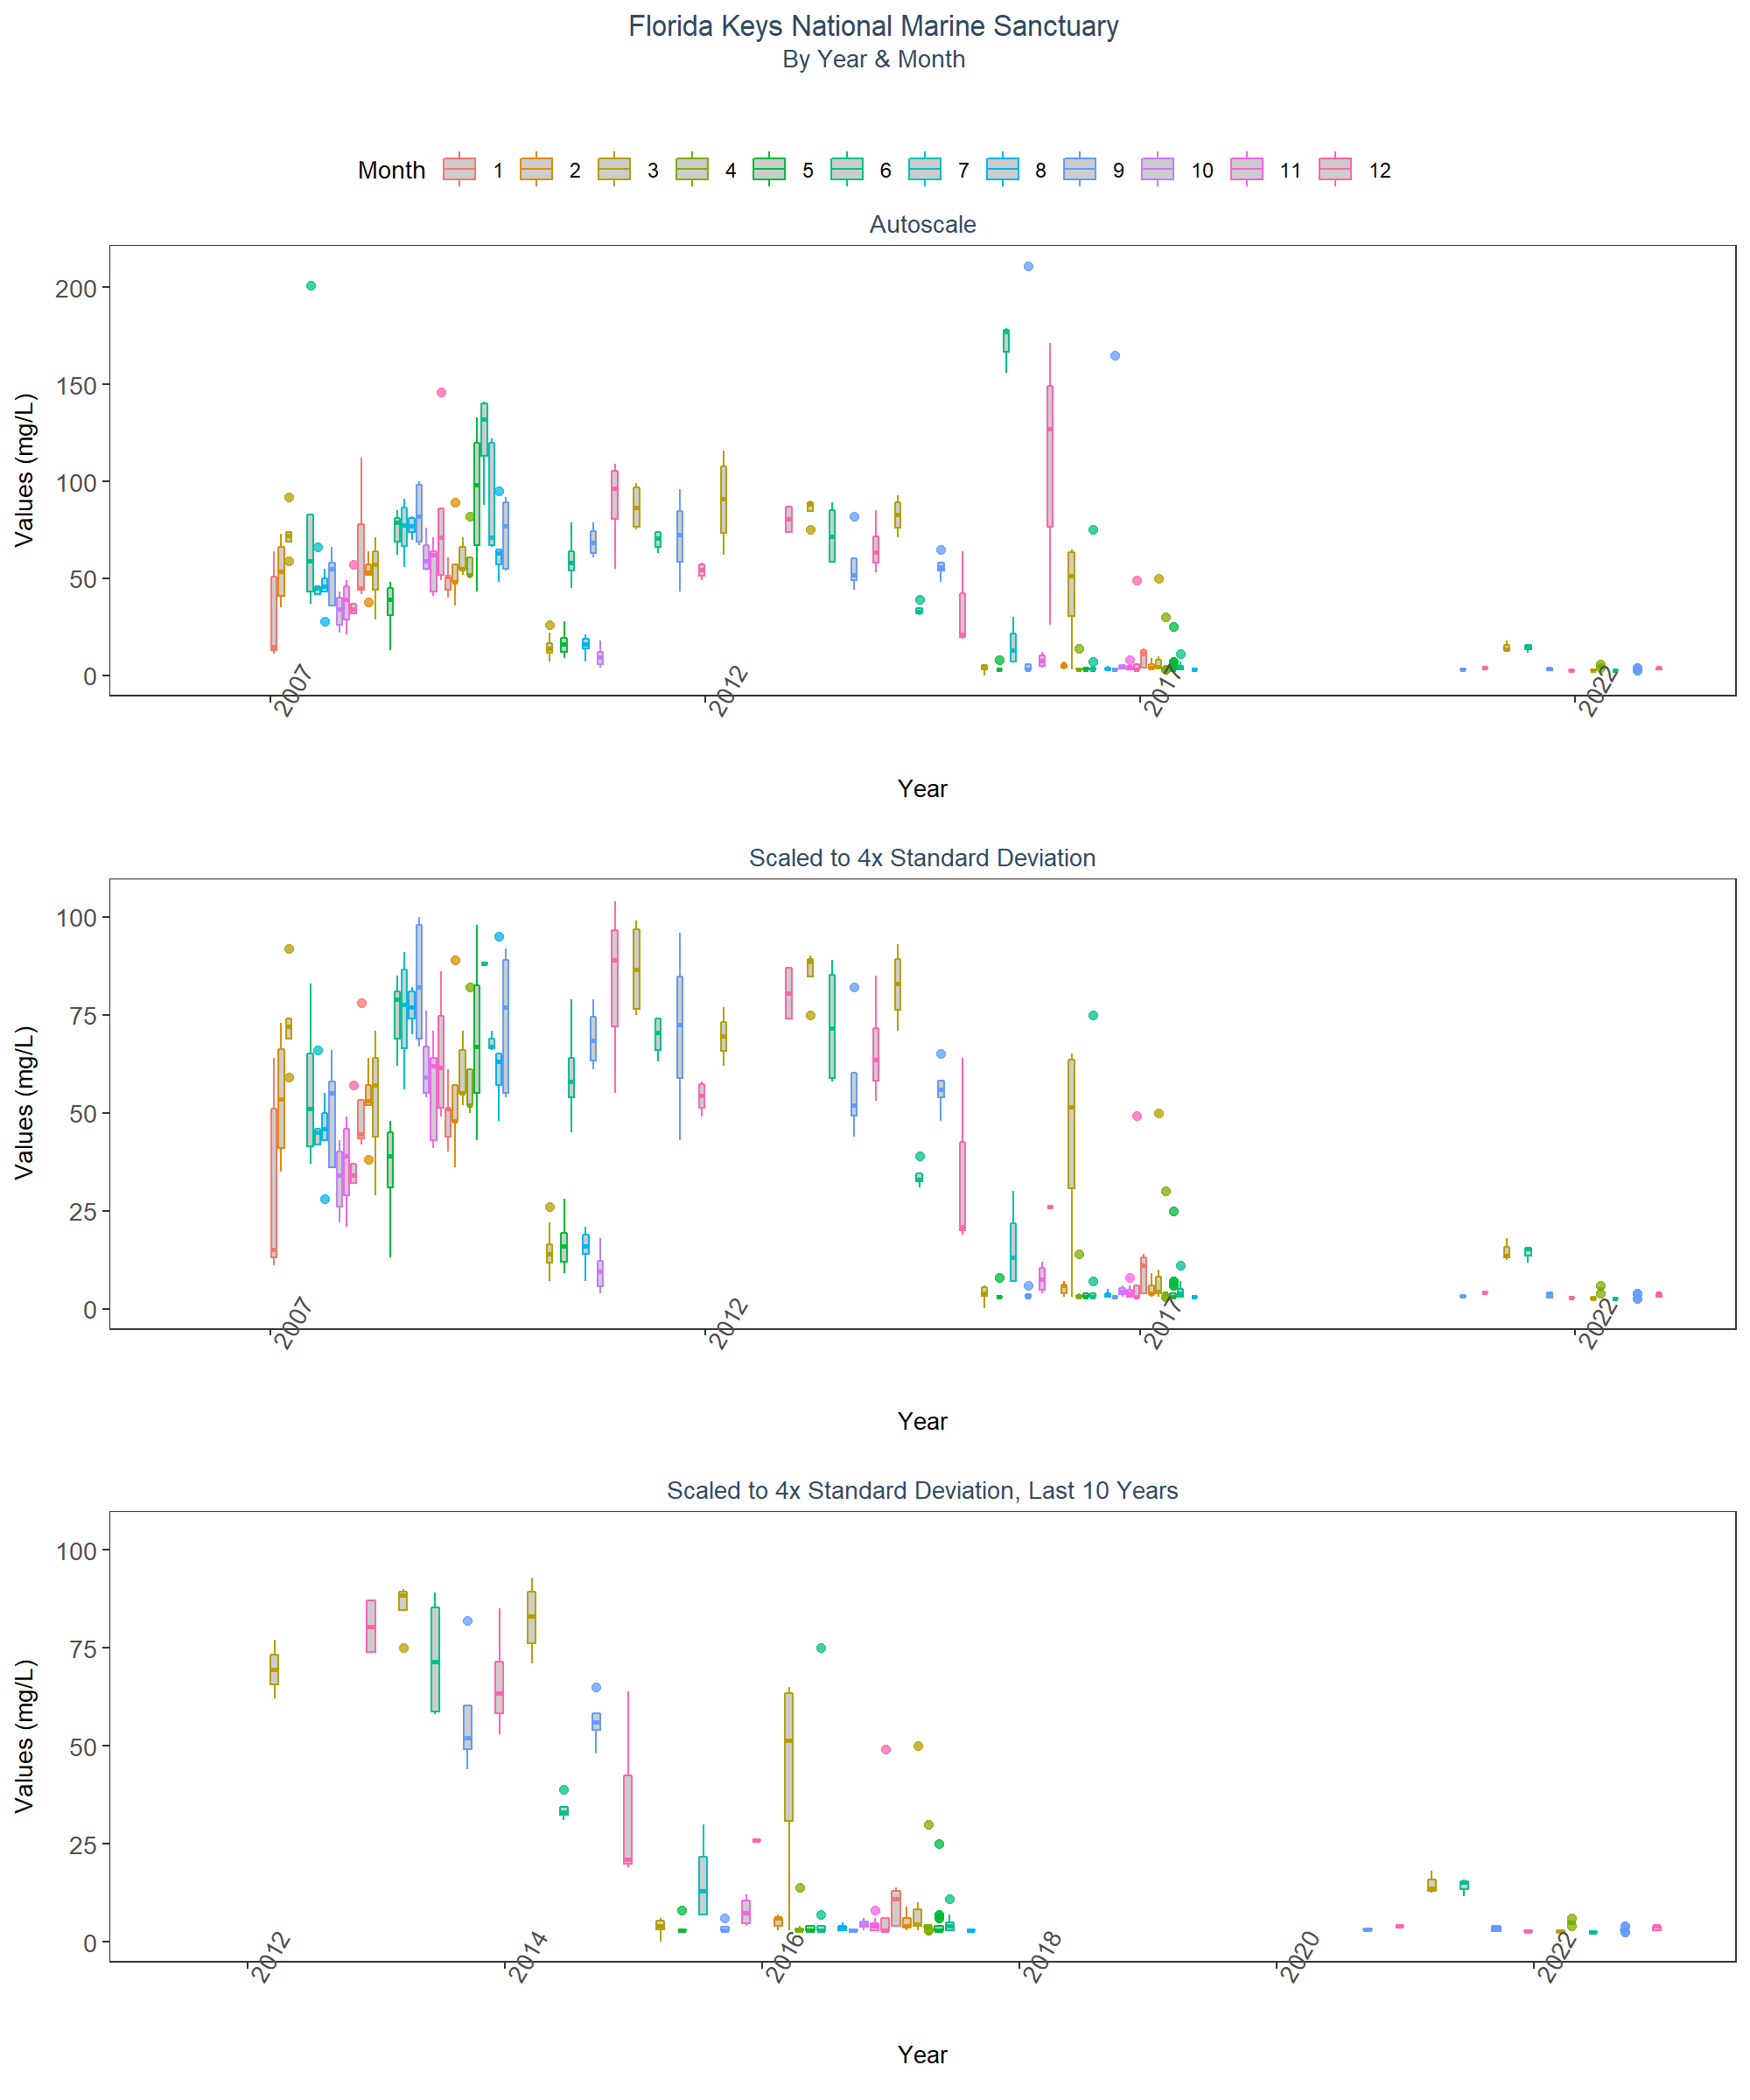 Florida Keys National Marine Sanctuary
By Year & Month
Month 1 2 3 4 5 6 7 8 9 10 11 12
Autoscale
Values (mg/L)
200
150
100
50
0
2007 2012 2017 2022
Year
Scaled to 4x Standard Deviation
Values (mg/L)
100
75
50
25
0
2007 2012 2017 2022
Year
Scaled to 4x Standard Deviation, Last 10 Years
Values (mg/L)
100
75
50
25
0
2012 2014 2016 2018 2020 2022
Year